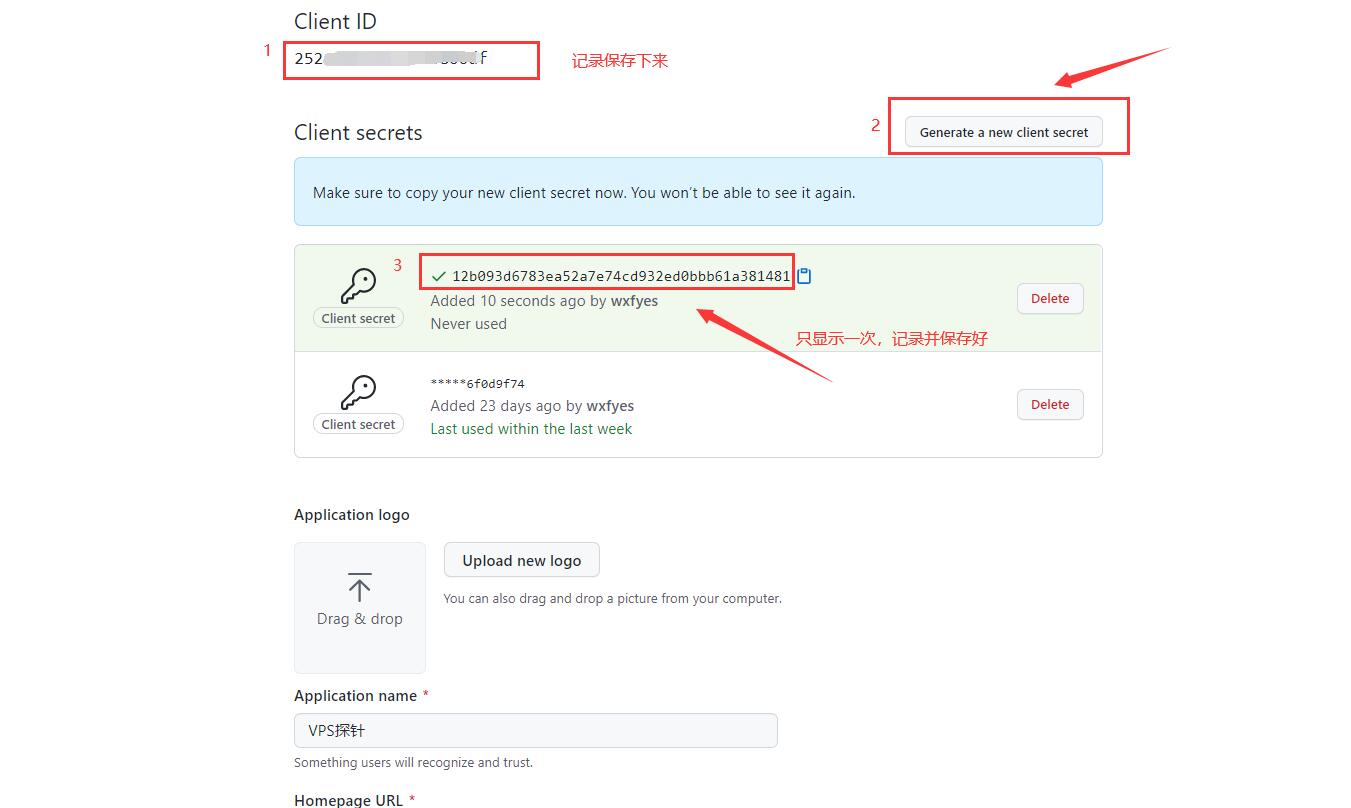 Client ID
1
252
记录保存下来
Client secrets
2
Generate a new client secret
Make sure to copy your new client secret now. You won’t be able to see it again.
3
12b093d6783ea52a7e74cd932ed0bbb61a381481
Client secret
Added 10 seconds ago by wxfyes
Never used
Delete
只显示一次，记录并保存好
*****6f0d9f74
Client secret
Added 23 days ago by wxfyes
Last used within the last week
Delete
Application logo
Drag & drop
Upload new logo
You can also drag and drop a picture from your computer.
Application name *
VPS探针
Something users will recognize and trust.
Homepage URL *